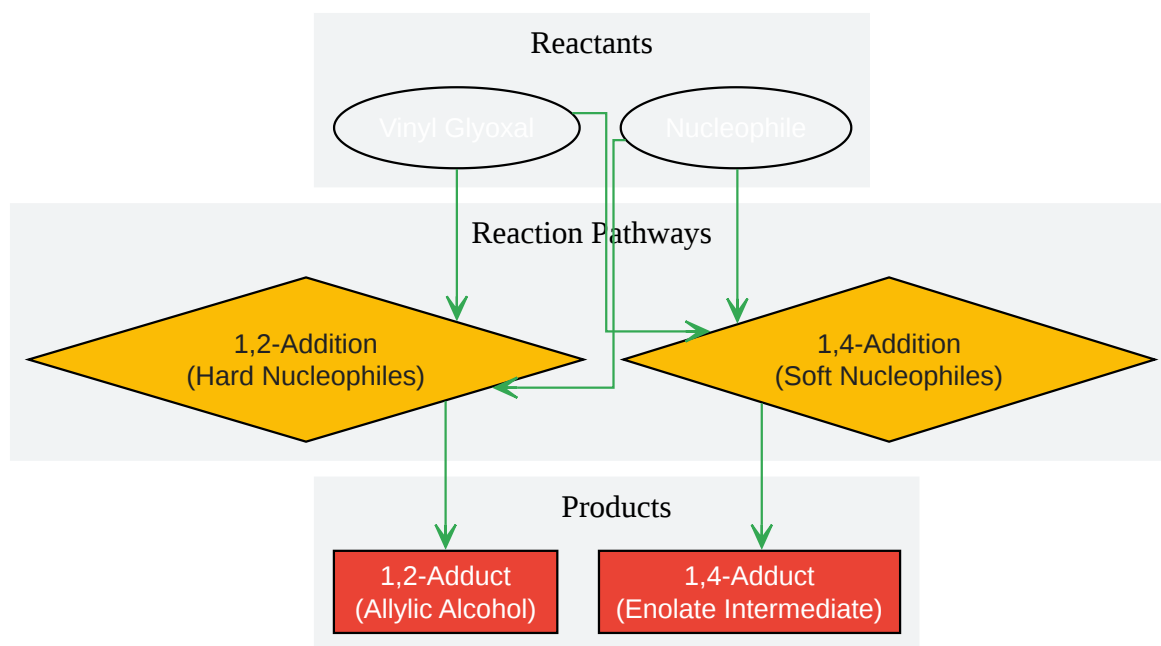 Reactants
Vinyl Glyoxal
Nucleophile
Reaction Pathways
1,2-Addition
(Hard Nucleophiles)
1,4-Addition
(Soft Nucleophiles)
Products
1,2-Adduct
(Allylic Alcohol)
1,4-Adduct
(Enolate Intermediate)